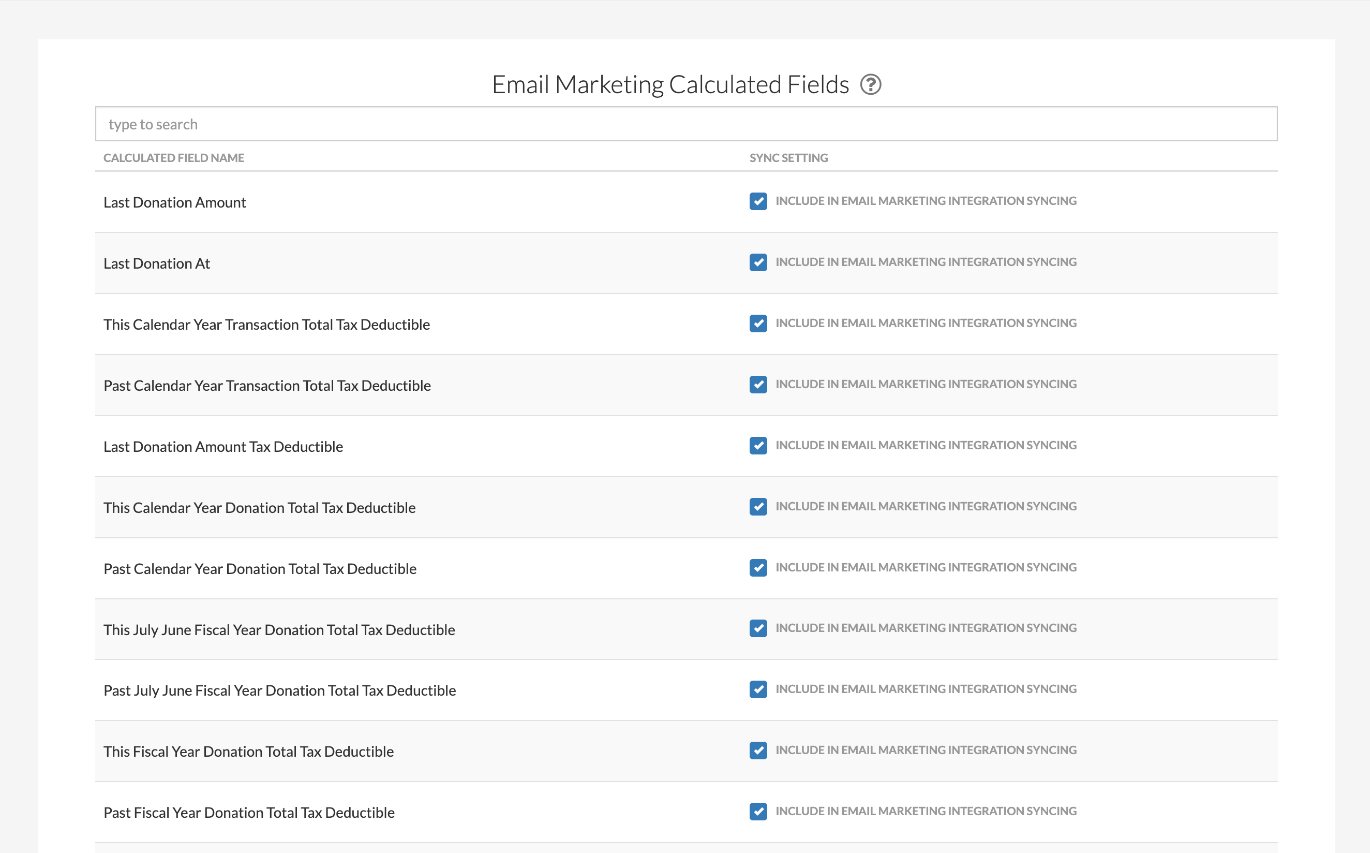 Email Marketing Calculated Fields ?
type to search
CALCULATED FIELD NAME SYNC SETTING
Last Donation Amount INCLUDE IN EMAIL MARKETING INTEGRATION SYNCING
Last Donation At INCLUDE IN EMAIL MARKETING INTEGRATION SYNCING
This Calendar Year Transaction Total Tax Deductible INCLUDE IN EMAIL MARKETING INTEGRATION SYNCING
Past Calendar Year Transaction Total Tax Deductible INCLUDE IN EMAIL MARKETING INTEGRATION SYNCING
Last Donation Amount Tax Deductible INCLUDE IN EMAIL MARKETING INTEGRATION SYNCING
This Calendar Year Donation Total Tax Deductible INCLUDE IN EMAIL MARKETING INTEGRATION SYNCING
Past Calendar Year Donation Total Tax Deductible INCLUDE IN EMAIL MARKETING INTEGRATION SYNCING
This July June Fiscal Year Donation Total Tax Deductible INCLUDE IN EMAIL MARKETING INTEGRATION SYNCING
Past July June Fiscal Year Donation Total Tax Deductible INCLUDE IN EMAIL MARKETING INTEGRATION SYNCING
This Fiscal Year Donation Total Tax Deductible INCLUDE IN EMAIL MARKETING INTEGRATION SYNCING
Past Fiscal Year Donation Total Tax Deductible INCLUDE IN EMAIL MARKETING INTEGRATION SYNCING